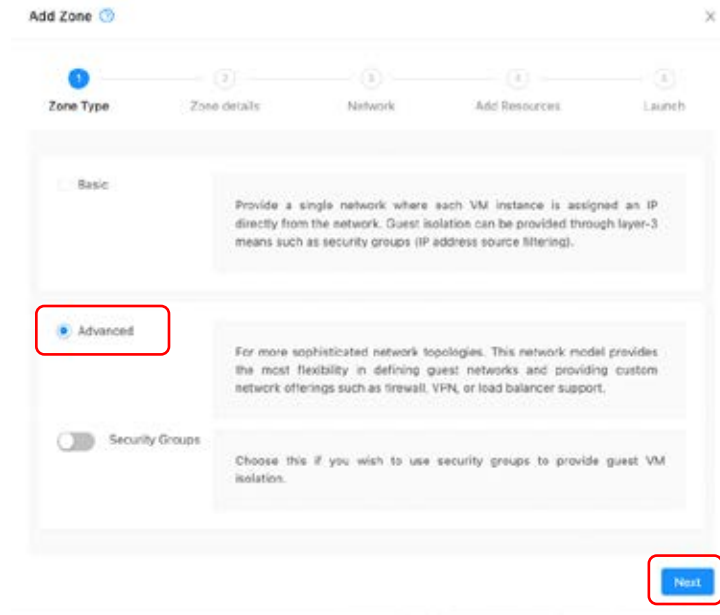 Add Zone
1
2
3
4
5
Zone Type
Zone details
Network
Add Resources
Launch
Basic
Provide a single network where each VM instance is assigned an IP
directly from the network. Guest isolation can be provided through layer-3
means such as security groups (IP address source filtering).
Advanced
For more sophisticated network topologies. This network model provides
the most flexibility in defining guest networks and providing custom
network offerings such as firewall, VPN, or load balancer support.
Security Groups
Choose this if you wish to use security groups to provide guest VM
isolation.
Next